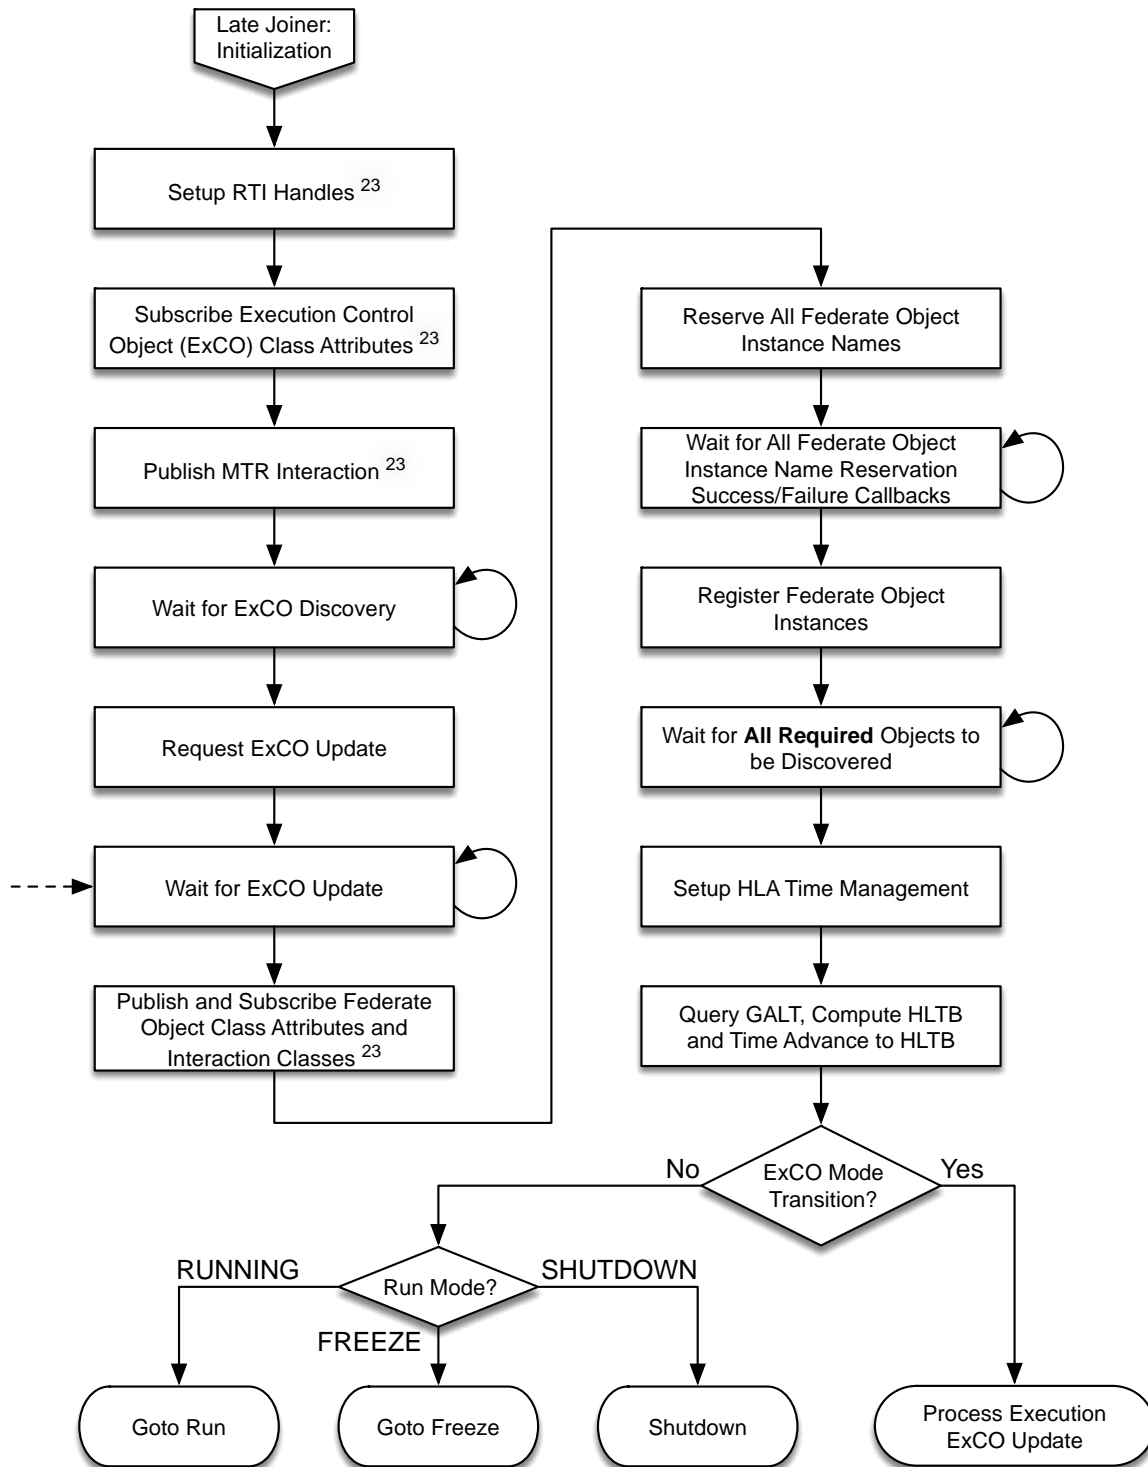 Late Joiner:
Initialization
Setup RTI Handles 23
Subscribe Execution Control
Object (ExCO) Class Attributes 23
Publish MTR Interaction 23
Wait for ExCO Discovery
Request ExCO Update
Wait for ExCO Update
Publish and Subscribe Federate
Object Class Attributes and
Interaction Classes 23
Reserve All Federate Object
Instance Names
Wait for All Federate Object
Instance Name Reservation
Success/Failure Callbacks
Register Federate Object
Instances
Wait for All Required Objects to
be Discovered
Setup HLA Time Management
Query GALT, Compute HLTB
and Time Advance to HLTB
ExCO Mode
Transition?
No
Yes
Run Mode?
RUNNING
SHUTDOWN
FREEZE
Goto Run
Goto Freeze
Shutdown
Process Execution
ExCO Update